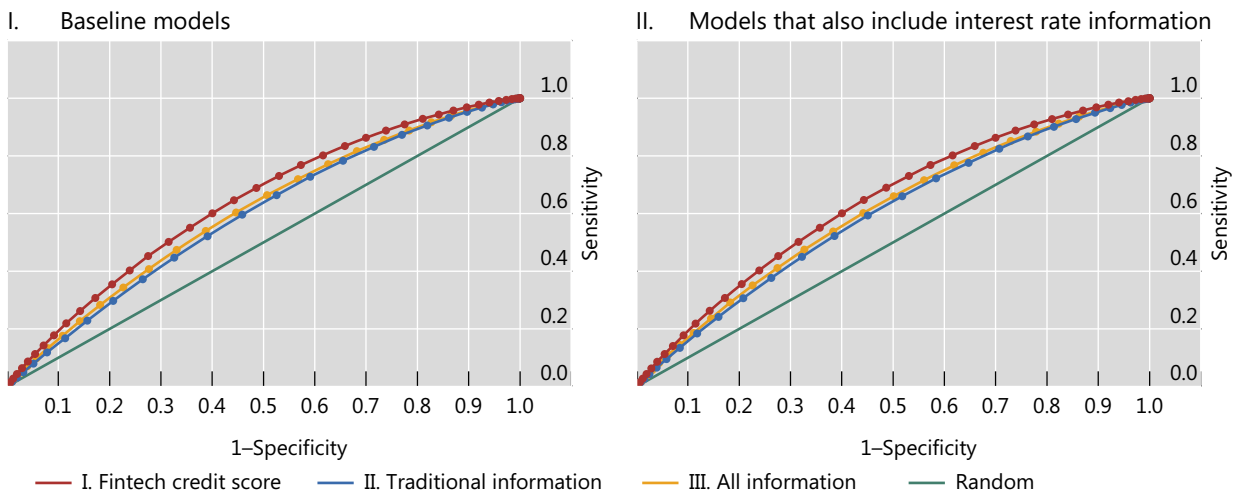 I. Baseline models
II. Models that also include interest rate information
1.0
0.8
0.6
0.4
0.2
0.0
Sensitivity
0.1 0.2 0.3 0.4 0.5 0.6 0.7 0.8 0.9 1.0
1–Specificity
1.0
0.8
0.6
0.4
0.2
0.0
Sensitivity
0.1 0.2 0.3 0.4 0.5 0.6 0.7 0.8 0.9 1.0
1–Specificity
I. Fintech credit score II. Traditional information III. All information Random